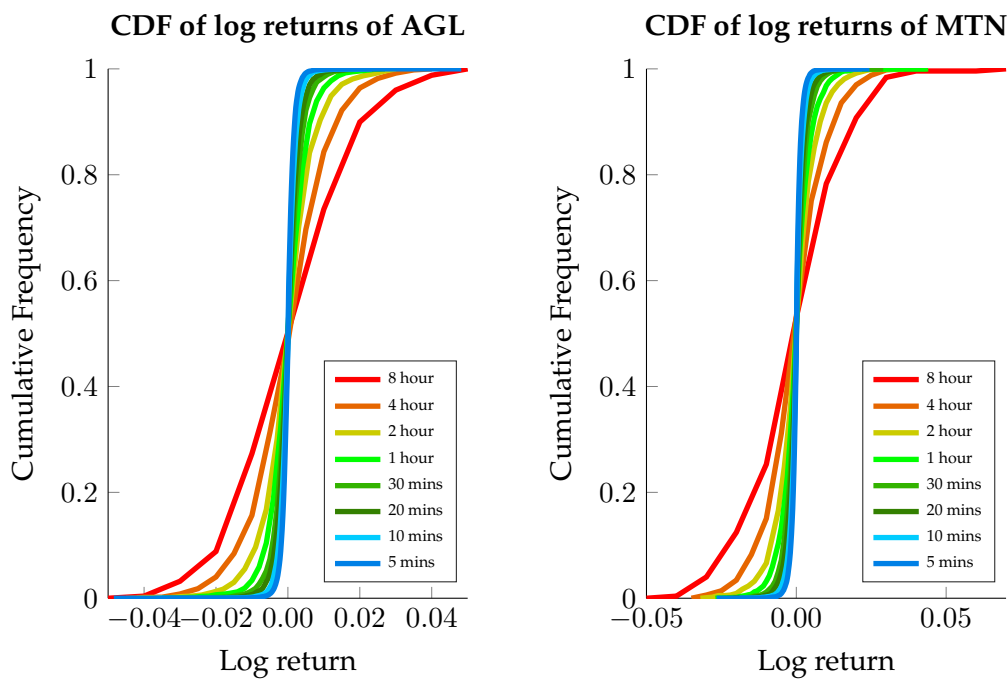 CDF of log returns of AGL
1
0.8
0.6
0.4
0.2
0
Cumulative Frequency
8 hour
4 hour
2 hour
1 hour
30 mins
20 mins
10 mins
5 mins
−0.04 −0.02 0.00 0.02 0.04
Log return
CDF of log returns of MTN
1
0.8
0.6
0.4
0.2
0
Cumulative Frequency
8 hour
4 hour
2 hour
1 hour
30 mins
20 mins
10 mins
5 mins
−0.05 0.00 0.05
Log return